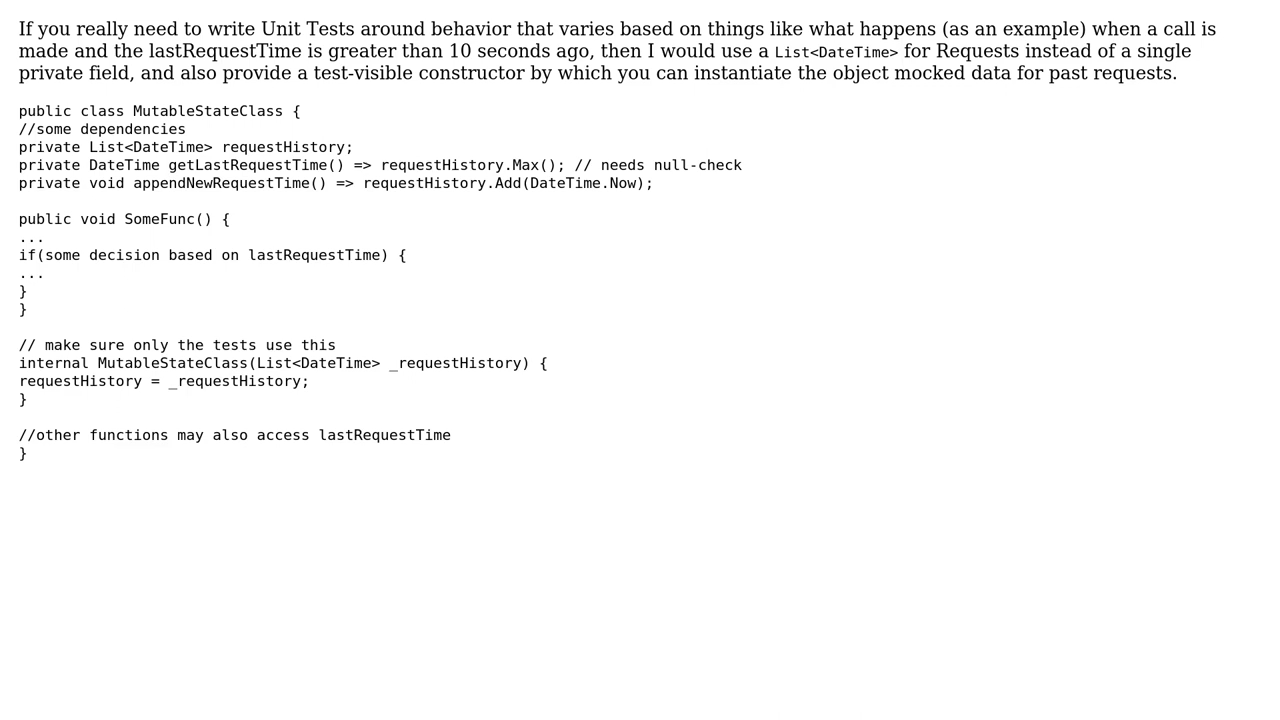 If you really need to write Unit Tests around behavior that varies based on things like what happens (as an example) when a call is
made and the lastRequestTime is greater than 10 seconds ago, then I would use a List<DateTime> for Requests instead of a single
private field, and also provide a test-visible constructor by which you can instantiate the object mocked data for past requests.
public class MutableStateClass {
//some dependencies
private List<DateTime> requestHistory;
private DateTime getLastRequestTime() => requestHistory.Max(); // needs null-check
private void appendNewRequestTime() => requestHistory.Add(DateTime.Now);
public void SomeFunc() {
...
if(some decision based on lastRequestTime) {
...
}
}
// make sure only the tests use this
internal MutableStateClass(List<DateTime> _requestHistory) {
requestHistory = _requestHistory;
}
//other functions may also access lastRequestTime
}